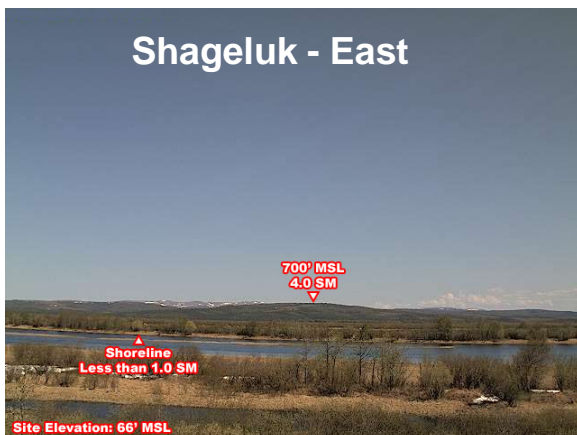 Shageluk - East
700' MSL
4.0 SM
Shoreline
Less than 1.0 SM
Site Elevation: 66' MSL